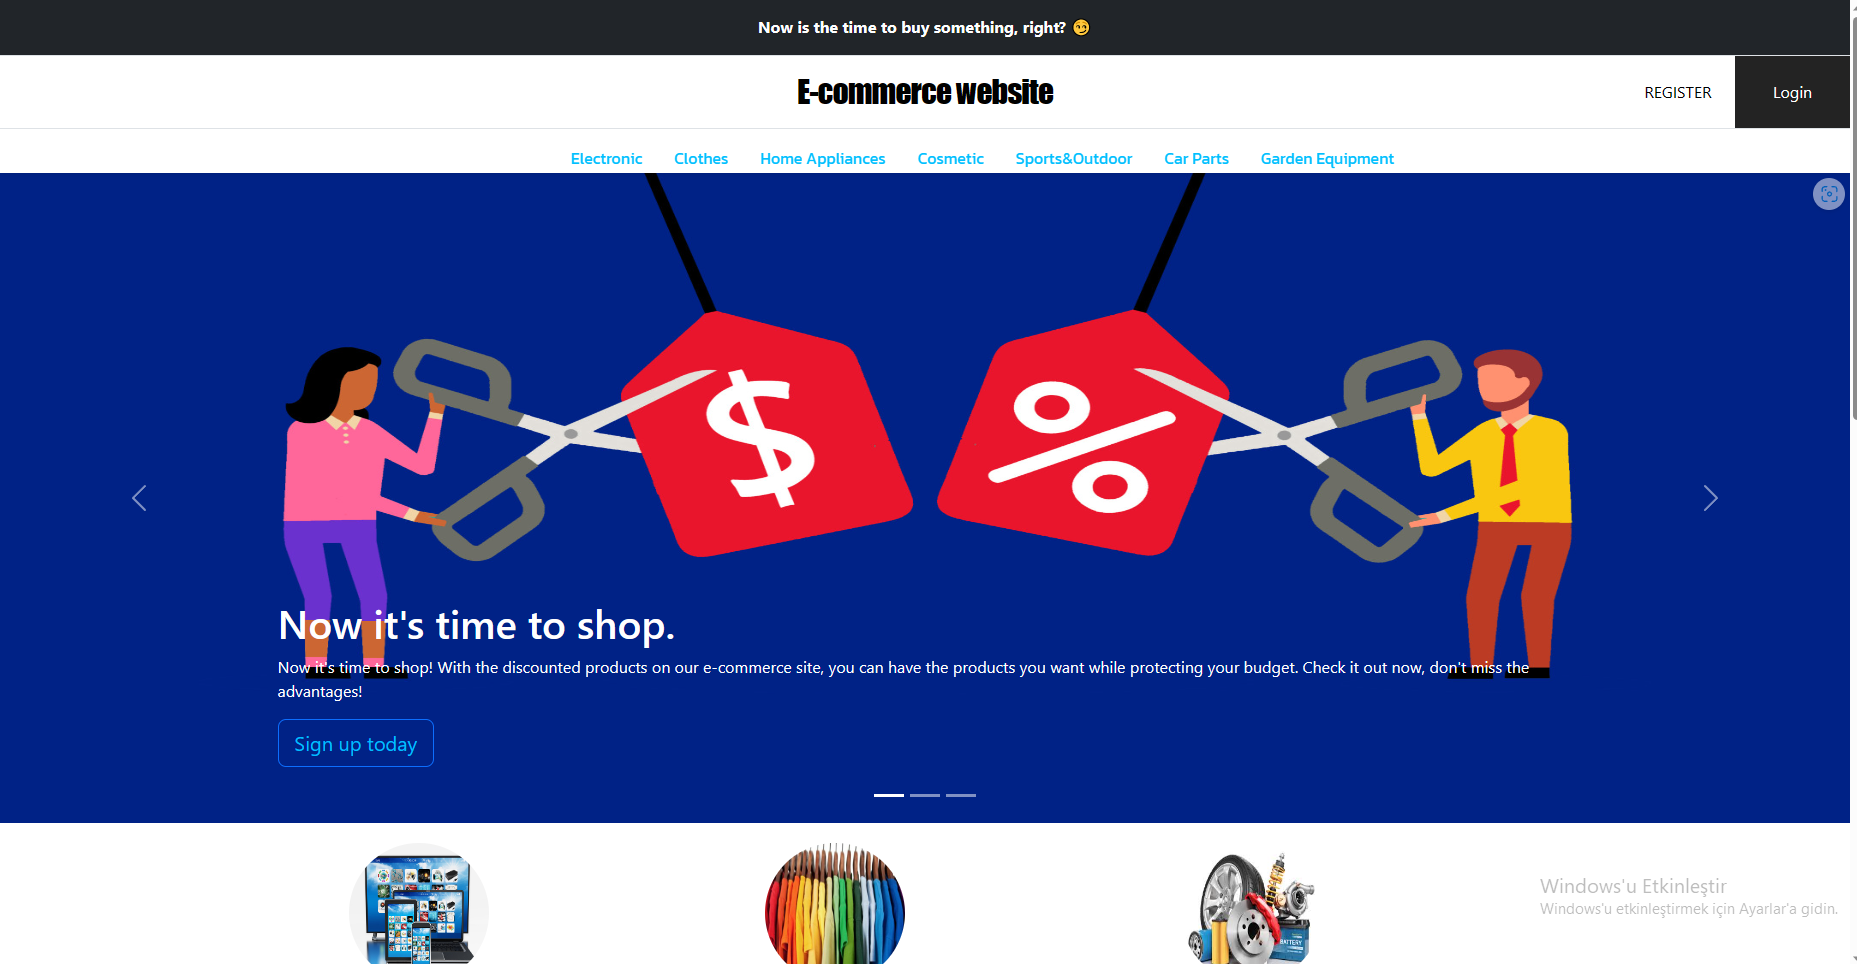 Now is the time to buy something, right? 😏
E-commerce website
REGISTER
Login
Electronic Clothes Home Appliances Cosmetic Sports&Outdoor Car Parts Garden Equipment
$
%
Now it's time to shop.
Now it's time to shop! With the discounted products on our e-commerce site, you can have the products you want while protecting your budget. Check it out now, don't miss the
advantages!
Sign up today
BATTERY
Windows'u Etkinleştir
Windows'u etkinleştirmek için Ayarlar'a gidin.